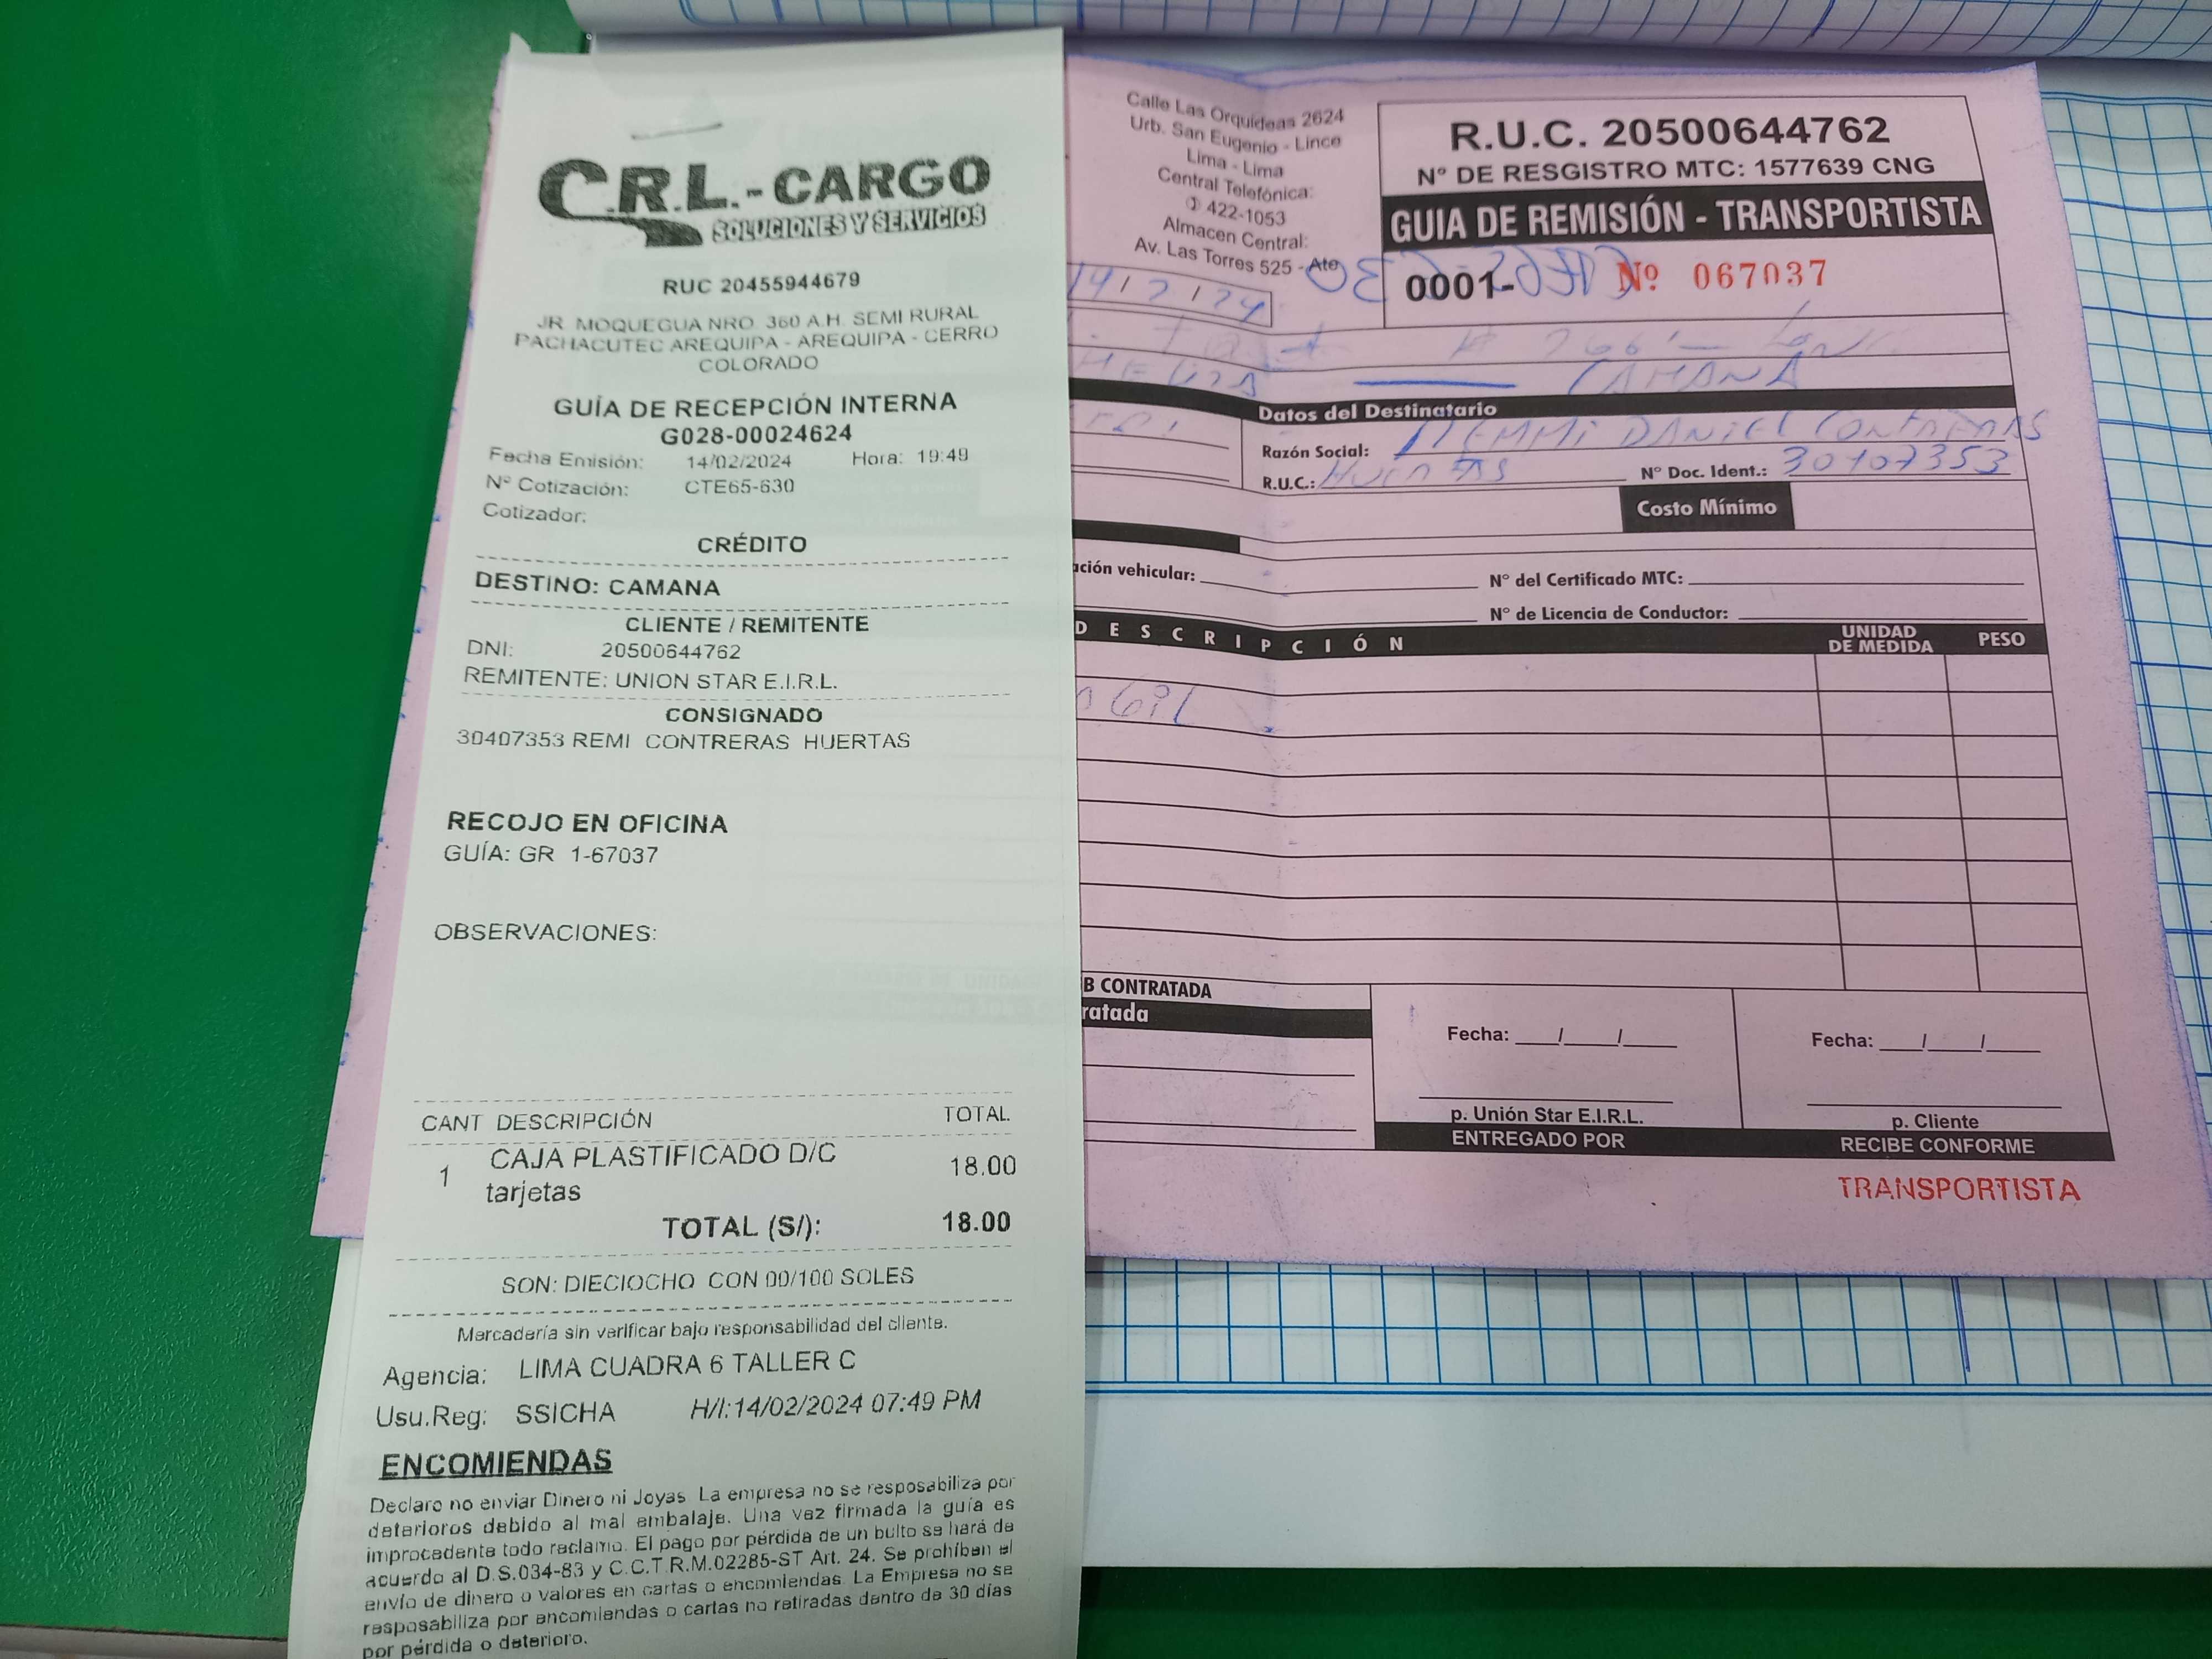 C.R.L.-CARGO
SOLUCIONES Y SERVICIOS
RUC 20455944679
JR. MOQUEGUA NRO. 360 A.H. SEMI RURAL
PACHACUTEC AREQUIPA - AREQUIPA - CERRO
COLORADO
GUÍA DE RECEPCIÓN INTERNA
G028-00024624
Fecha Emisión: 14/02/2024 Hora: 19:49
Nº Cotización: CTE65-630
Cotizador:
CRÉDITO
DESTINO: CAMANA
CLIENTE / REMITENTE
DNI: 20500644762
REMITENTE: UNION STAR E.I.R.L.
CONSIGNADO
30407353 REMI CONTRERAS HUERTAS
RECOJO EN OFICINA
GUÍA: GR 1-67037
OBSERVACIONES:
CANT DESCRIPCIÓN TOTAL
1 CAJA PLASTIFICADO D/C 18.00
tarjetas
TOTAL (S/): 18.00
SON: DIECIOCHO CON 00/100 SOLES
Mercadería sin verificar bajo responsabilidad del cliente.
Agencia: LIMA CUADRA 6 TALLER C
Usu.Reg: SSICHA H/I:14/02/2024 07:49 PM
ENCOMIENDAS
Declaro no enviar Dinero ni Joyas. La empresa no se resposabiliza por
deterioros debido al mal embalaje. Una vez firmada la guía es
improcedente todo reclamo. El pago por pérdida de un bulto se hará de
acuerdo al D.S.034-83 y C.C.T.R.M.02285-ST Art. 24. Se prohiben el
envío de dinero o valores en cartas o encomiendas. La Empresa no se
resposabiliza por encomiendas o cartas no retiradas dentro de 30 días
por pérdida o deterioro.
Calle Las Orquideas 2624
Urb. San Eugenio - Lince
Lima - Lima
Central Telefónica:
422-1053
Almacen Central:
Av. Las Torres 525 - Ate
R.U.C. 20500644762
Nº DE RESGISTRO MTC: 1577639 CNG
GUIA DE REMISIÓN - TRANSPORTISTA
0001- Nº 067037
14/2/24
CAMANA
Datos del Destinatario
Razón Social: REMMI DANIEL CONTRERAS
R.U.C.: HUERTAS Nº Doc. Ident.: 30407353
Costo Mínimo
ación vehicular:
Nº del Certificado MTC:
Nº de Licencia de Conductor:
DESCRIPCIÓN UNIDAD DE MEDIDA PESO
B CONTRATADA
ratada
Fecha: / / Fecha: / /
p. Unión Star E.I.R.L. p. Cliente
ENTREGADO POR RECIBE CONFORME
TRANSPORTISTA